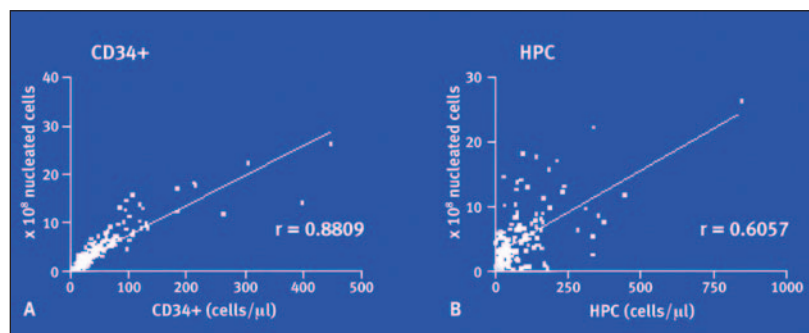 CD34+
40
30
20
10
0
x 10⁸ nucleated cells
r = 0.8809
0 100 200 300 400 500
A
CD34+ (cells/µl)
HPC
30
20
10
0
x 10⁸ nucleated cells
r = 0.6057
0 250 500 750 1000
B
HPC (cells/µl)